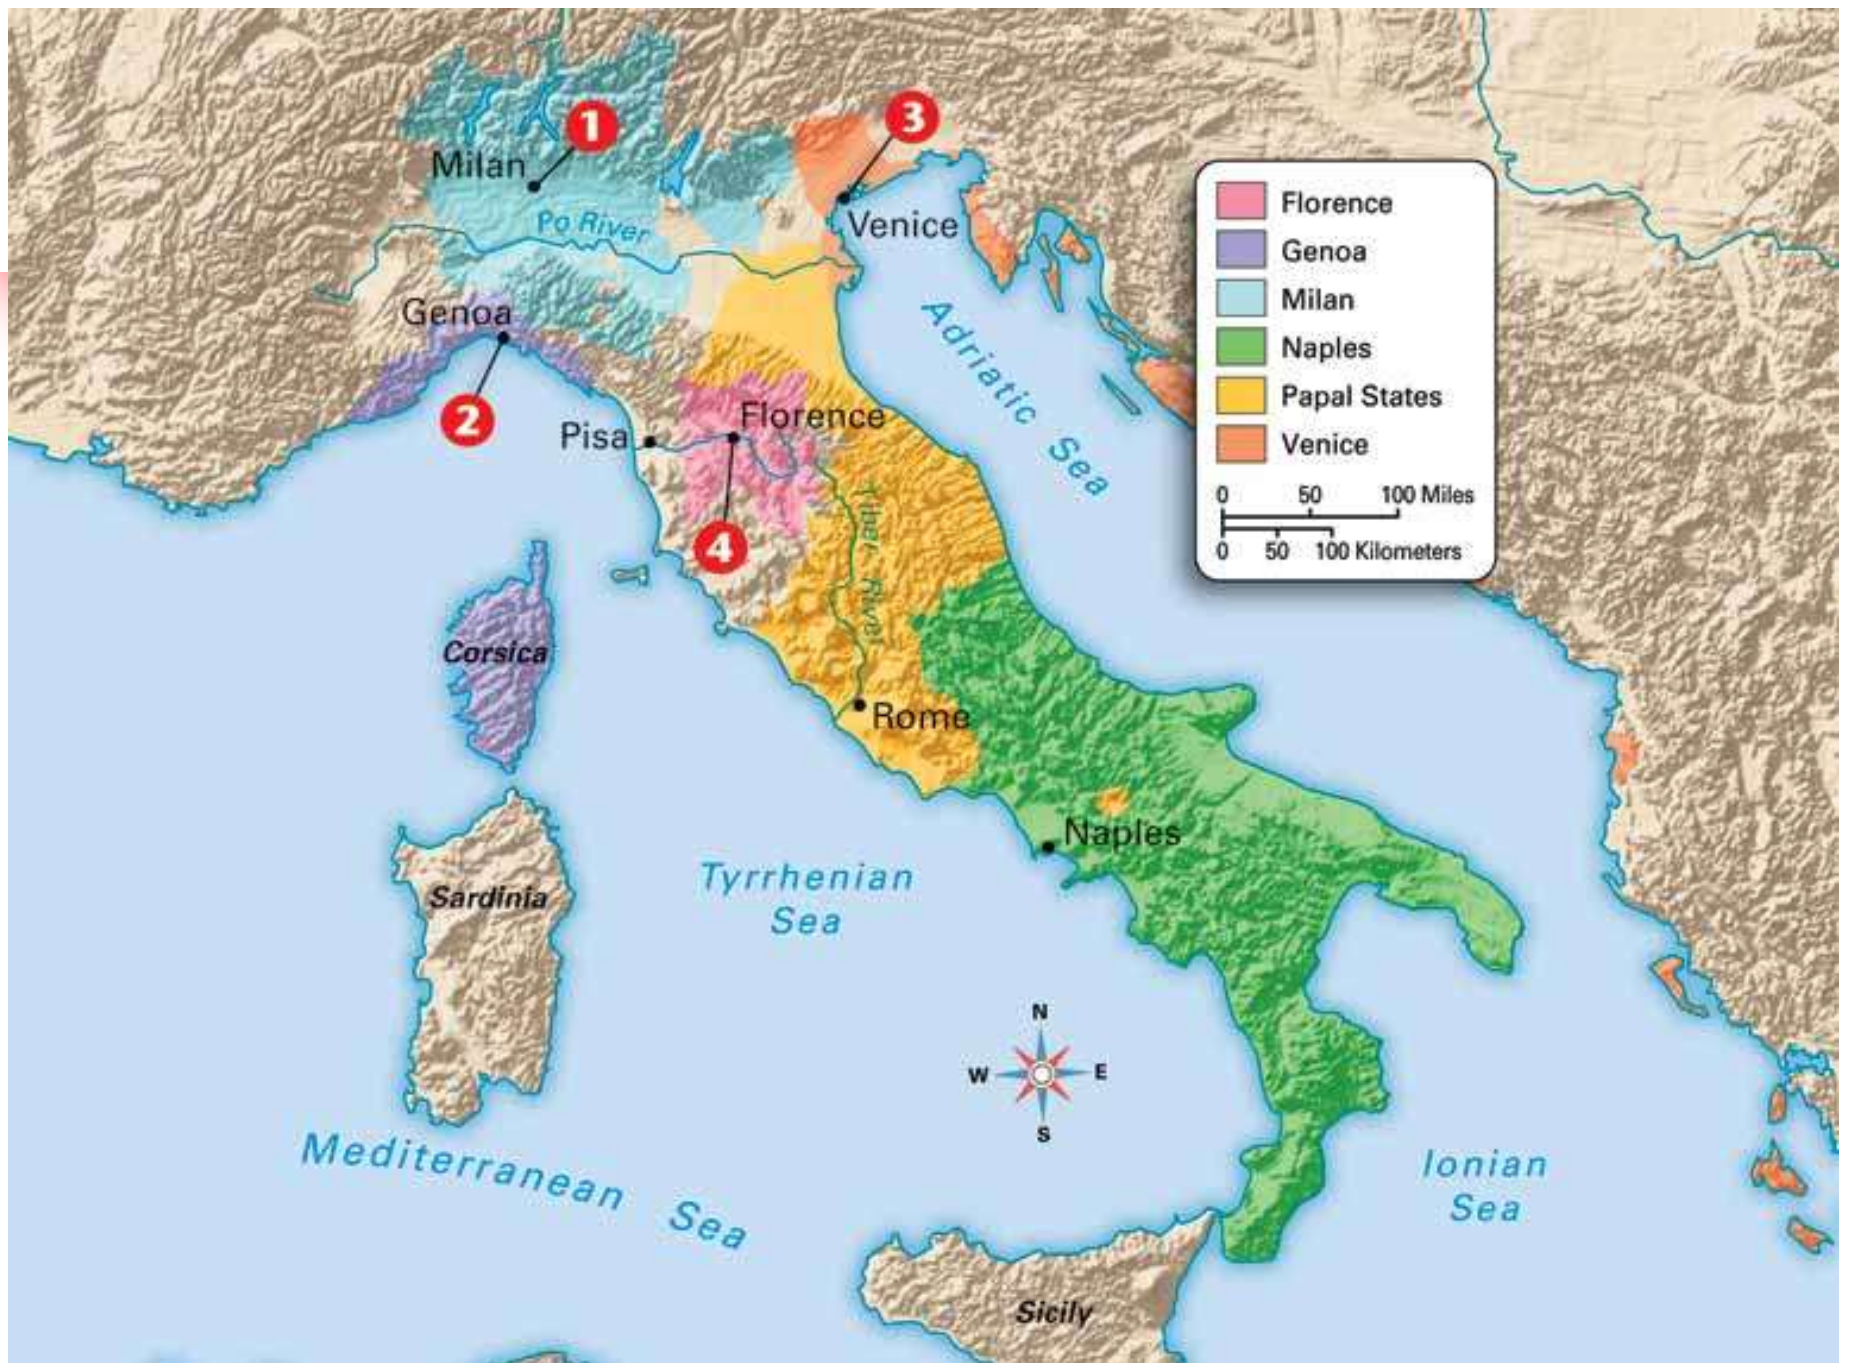 1
3
Milan
Po River
Venice
Genoa
2
Pisa
Florence
4
Adriatic Sea
Tiber River
Corsica
Rome
Naples
Sardinia
Tyrrhenian
Sea
N
W
E
S
Mediterranean Sea
Ionian
Sea
Sicily
Florence
Genoa
Milan
Naples
Papal States
Venice
0 50 100 Miles
0 50 100 Kilometers